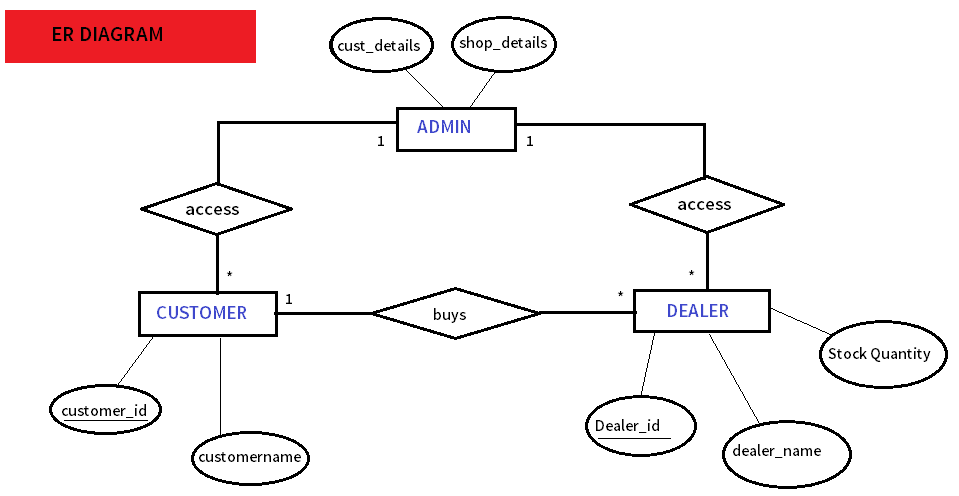 ER DIAGRAM
cust_details
shop_details
ADMIN
1
1
access
access
*
*
CUSTOMER
1
buys
*
DEALER
Stock Quantity
customer_id
customername
Dealer_id
dealer_name